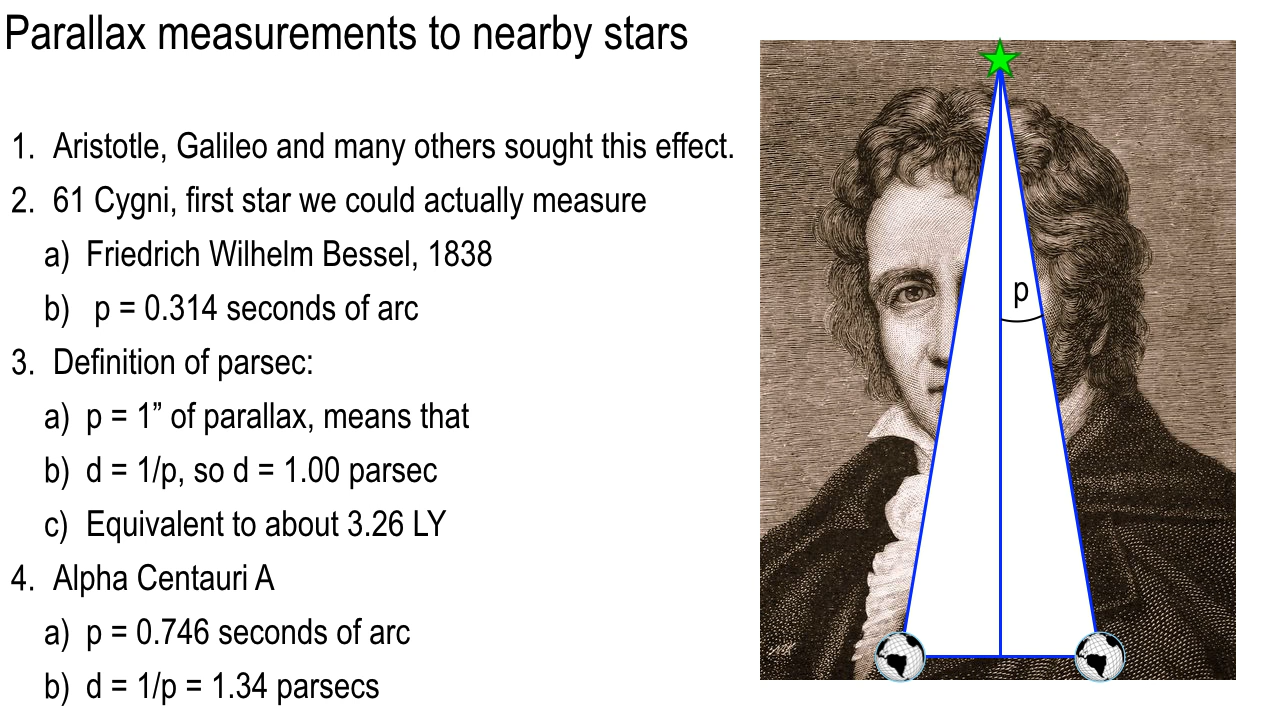 Parallax measurements to nearby stars
1. Aristotle, Galileo and many others sought this effect.
2. 61 Cygni, first star we could actually measure
a) Friedrich Wilhelm Bessel, 1838
b) p = 0.314 seconds of arc
3. Definition of parsec:
a) p = 1” of parallax, means that
b) d = 1/p, so d = 1.00 parsec
c) Equivalent to about 3.26 LY
4. Alpha Centauri A
a) p = 0.746 seconds of arc
b) d = 1/p = 1.34 parsecs
p